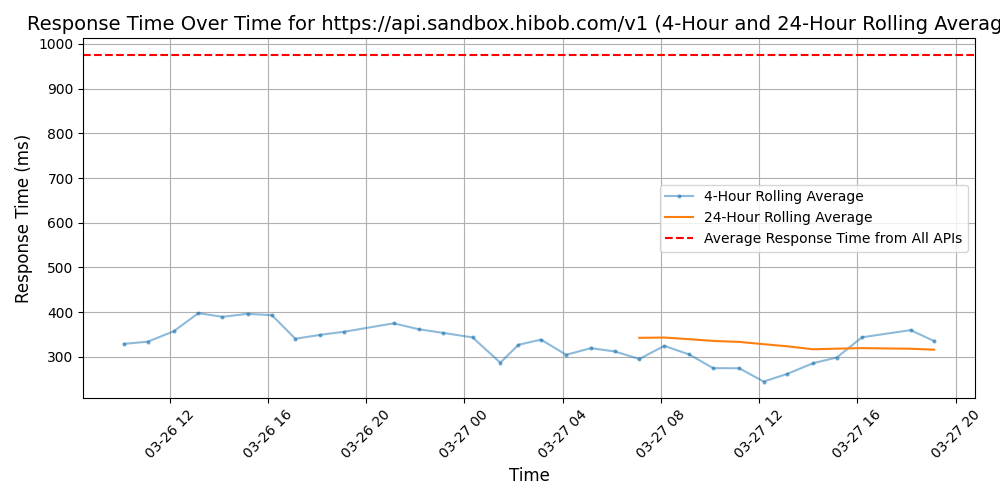 Response Time Over Time for https://api.sandbox.hibob.com/v1 (4-Hour and 24-Hour Rolling Averag
Response Time (ms)
1000
900
800
700
600
500
400
300
4-Hour Rolling Average
24-Hour Rolling Average
Average Response Time from All APIs
03-26 12
03-26 16
03-26 20
03-27 00
03-27 04
03-27 08
03-27 12
03-27 16
03-27 20
Time